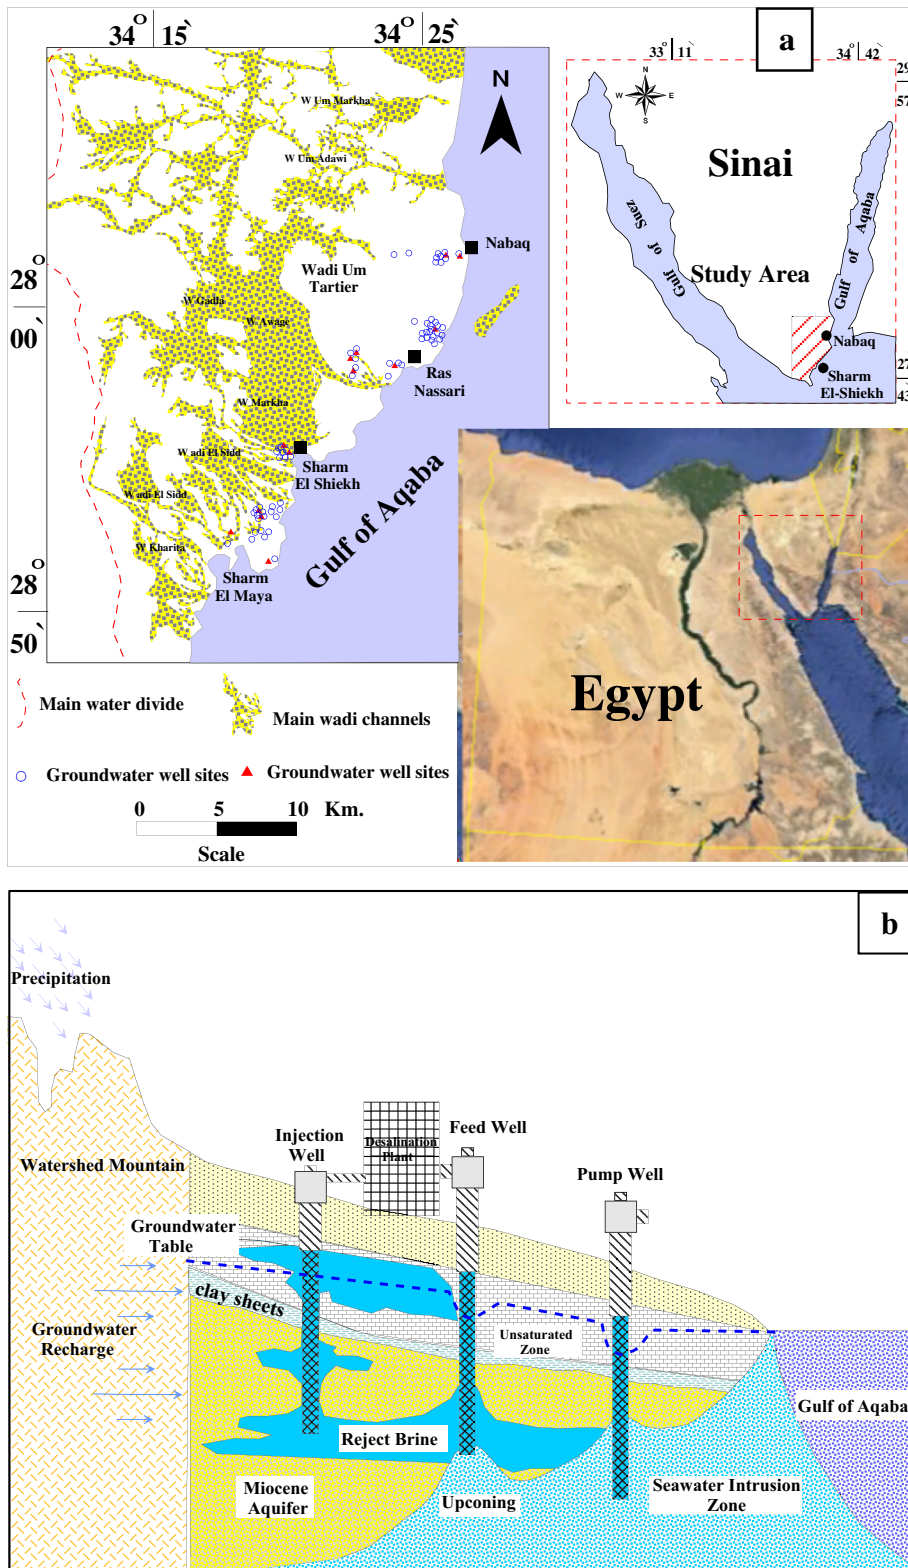 34° 15`
34° 25`
a
33° 11`
34° 42`
29
57
N
W Um Markha
W Um Adawi
N
W
E
S
Sinai
Gulf of Suez
Gulf of Aqaba
Study Area
Nabaq
Wadi Um
Tartier
28°
00`
W Gadla
W Awage
Nabaq
Sharm
El-Shiekh
27
43
Ras
Nassari
W Markha
W adi El Sidd
Sharm
El Shiekh
W adi El Sidd
Gulf of Aqaba
W Kharita
28°
50`
Sharm
El Maya
Egypt
Main water divide
Main wadi channels
Groundwater well sites
Groundwater well sites
0 5 10 Km.
Scale
b
Precipitation
Injection
Well
Desalination
Plant
Feed Well
Watershed Mountain
Pump Well
Groundwater
Table
clay sheets
Groundwater
Recharge
Unsaturated
Zone
Gulf of Aqaba
Reject Brine
Miocene
Aquifer
Upconing
Seawater Intrusion
Zone